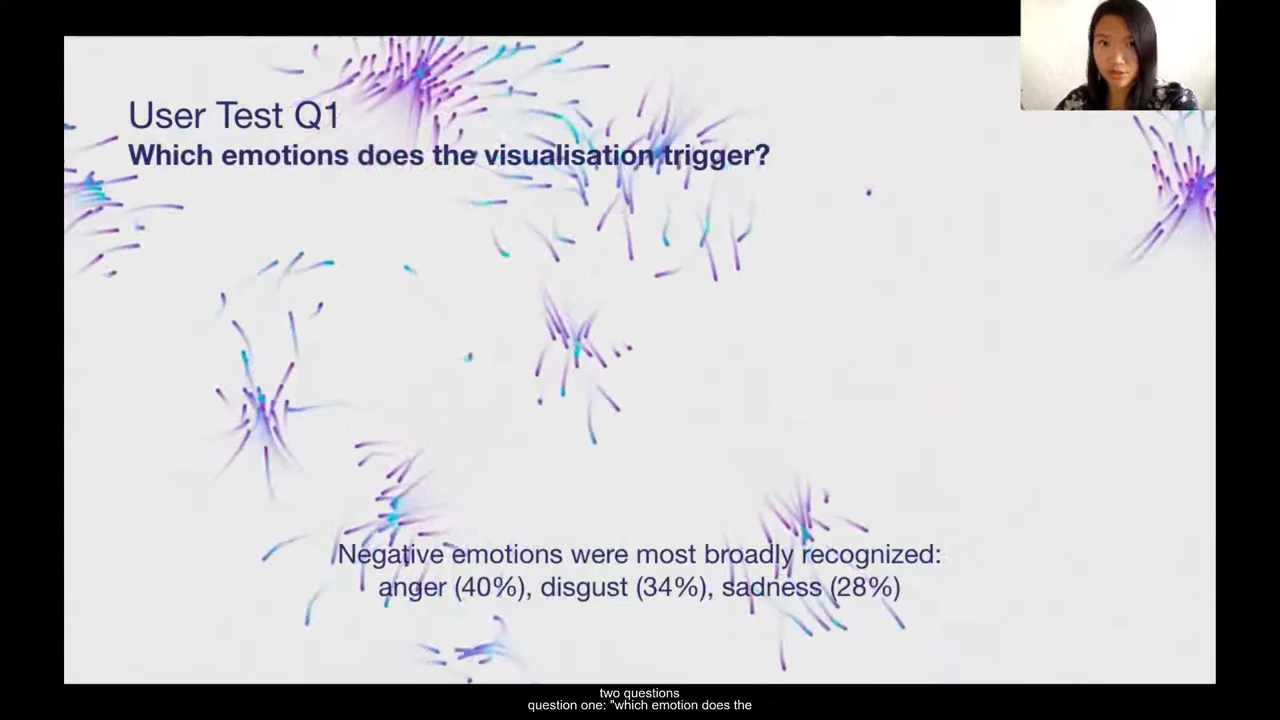 User Test Q1
Which emotions does the visualisation trigger?
Negative emotions were most broadly recognized:
anger (40%), disgust (34%), sadness (28%)
two questions
question one: "which emotion does the